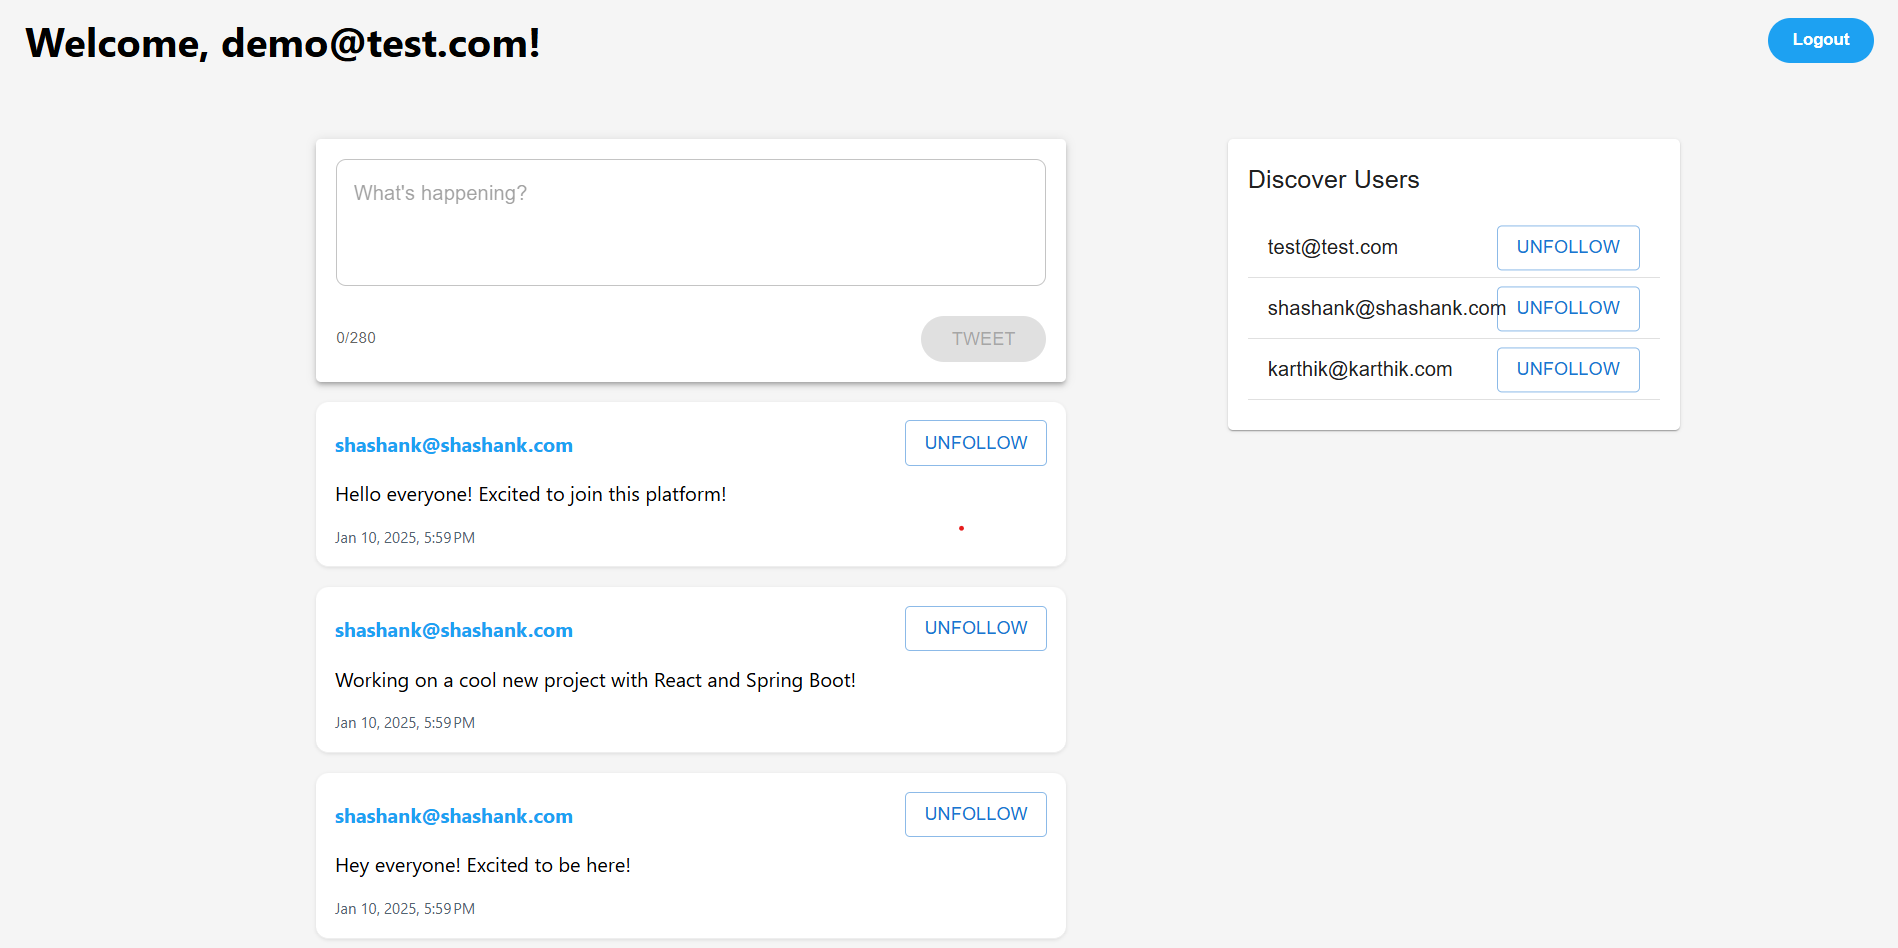 Welcome, demo@test.com!
Logout
What's happening?
0/280
TWEET
shashank@shashank.com
UNFOLLOW
Hello everyone! Excited to join this platform!
Jan 10, 2025, 5:59 PM
shashank@shashank.com
UNFOLLOW
Working on a cool new project with React and Spring Boot!
Jan 10, 2025, 5:59 PM
shashank@shashank.com
UNFOLLOW
Hey everyone! Excited to be here!
Jan 10, 2025, 5:59 PM
Discover Users
test@test.com
UNFOLLOW
shashank@shashank.com
UNFOLLOW
karthik@karthik.com
UNFOLLOW